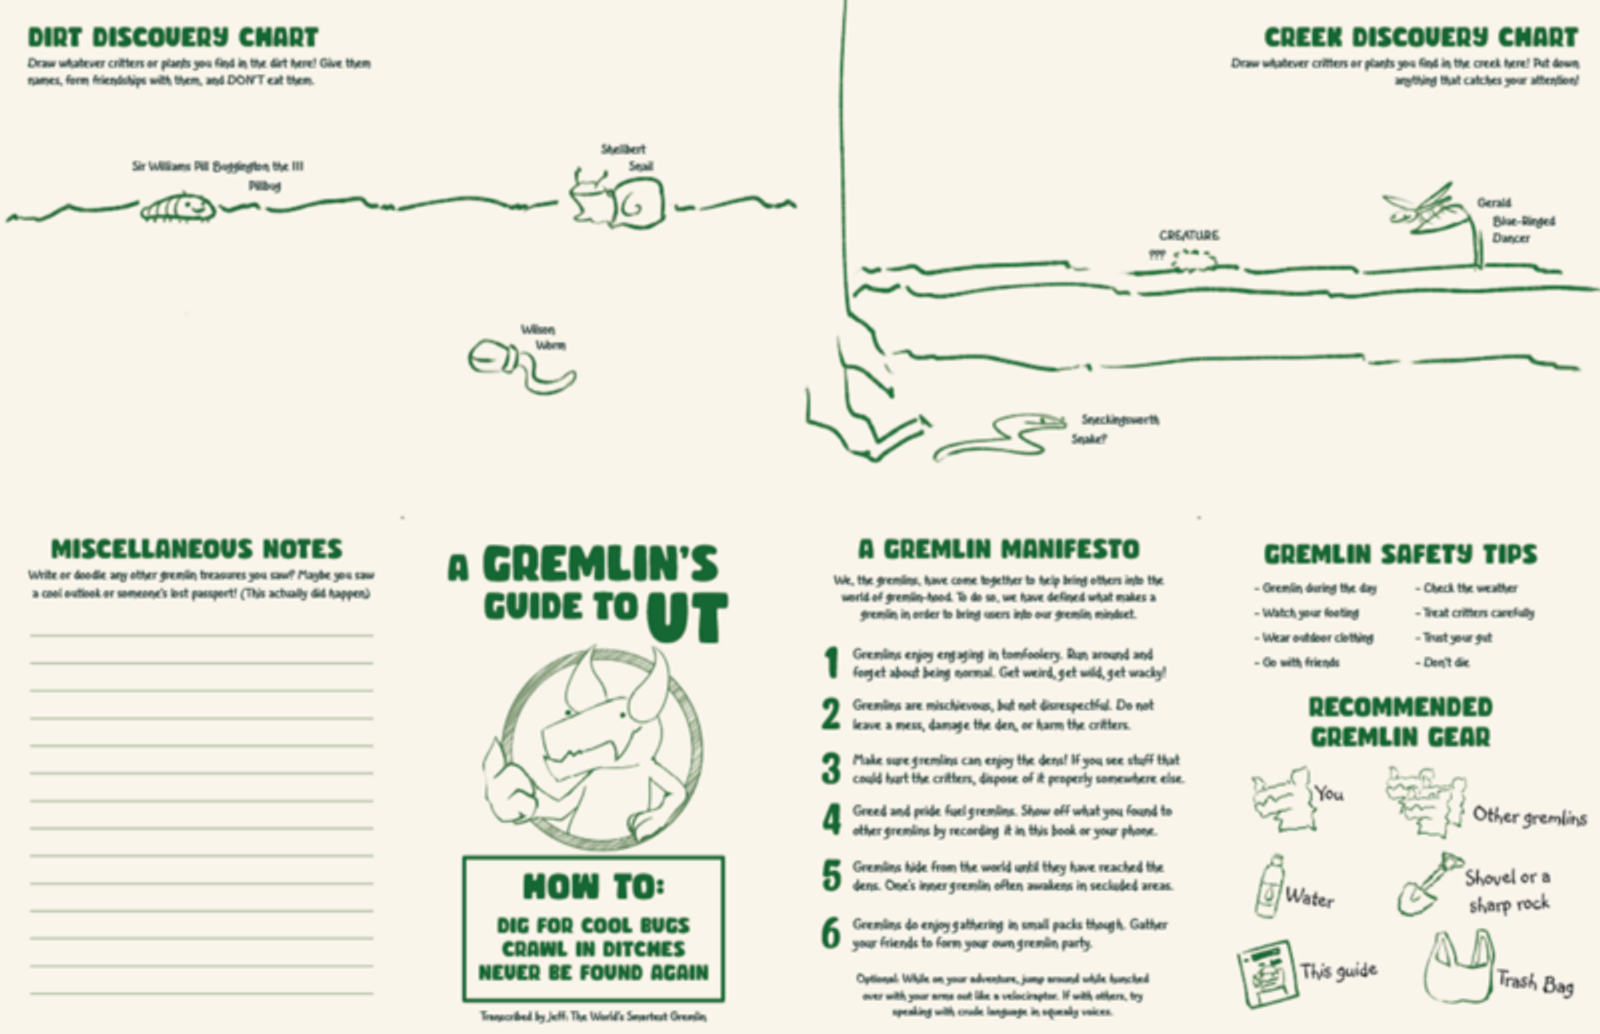 DIRT DISCOVERY CHART
Draw whatever critters or plants you find in the dirt here! Give them
names, form friendships with them, and DON'T eat them.
Sir Williams Pill Buggington the III
Pillbug
Shellbert
Snail
Wilson
Worm
CREEK DISCOVERY CHART
Draw whatever critters or plants you find in the creek here! Put down
anything that catches your attention!
CREATURE
???
Gerald
Blue-Ringed
Dancer
Sneckingsworth
Snake?
MISCELLANEOUS NOTES
Write or doodle any other gremlin treasures you saw? Maybe you saw
a cool outlook or someone's lost passport! (This actually did happen)
A GREMLIN'S
GUIDE TO UT
HOW TO:
DIG FOR COOL BUGS
CRAWL IN DITCHES
NEVER BE FOUND AGAIN
Transcribed by Jeff: The World's Smartest Gremlin
A GREMLIN MANIFESTO
We, the gremlins, have come together to help bring others into the
world of gremlin-hood. To do so, we have defined what makes a
gremlin in order to bring users into our gremlin mindset.
1 Gremlins enjoy engaging in tomfoolery. Run around and
forget about being normal. Get weird, get wild, get wacky!
2 Gremlins are mischievous, but not disrespectful. Do not
leave a mess, damage the den, or harm the critters.
3 Make sure gremlins can enjoy the dens! If you see stuff that
could hurt the critters, dispose of it properly somewhere else.
4 Greed and pride fuel gremlins. Show off what you found to
other gremlins by recording it in this book or your phone.
5 Gremlins hide from the world until they have reached the
dens. One's inner gremlin often awakens in secluded areas.
6 Gremlins do enjoy gathering in small packs though. Gather
your friends to form your own gremlin party.
Optional: While on your adventure, jump around while hunched
over with your arms out like a velociraptor. If with others, try
speaking with crude language in squeaky voices.
GREMLIN SAFETY TIPS
- Gremlin during the day
- Watch your footing
- Wear outdoor clothing
- Go with friends
- Check the weather
- Treat critters carefully
- Trust your gut
- Don't die
RECOMMENDED
GREMLIN GEAR
You
Other gremlins
Water
Shovel or a
sharp rock
This guide
Trash Bag